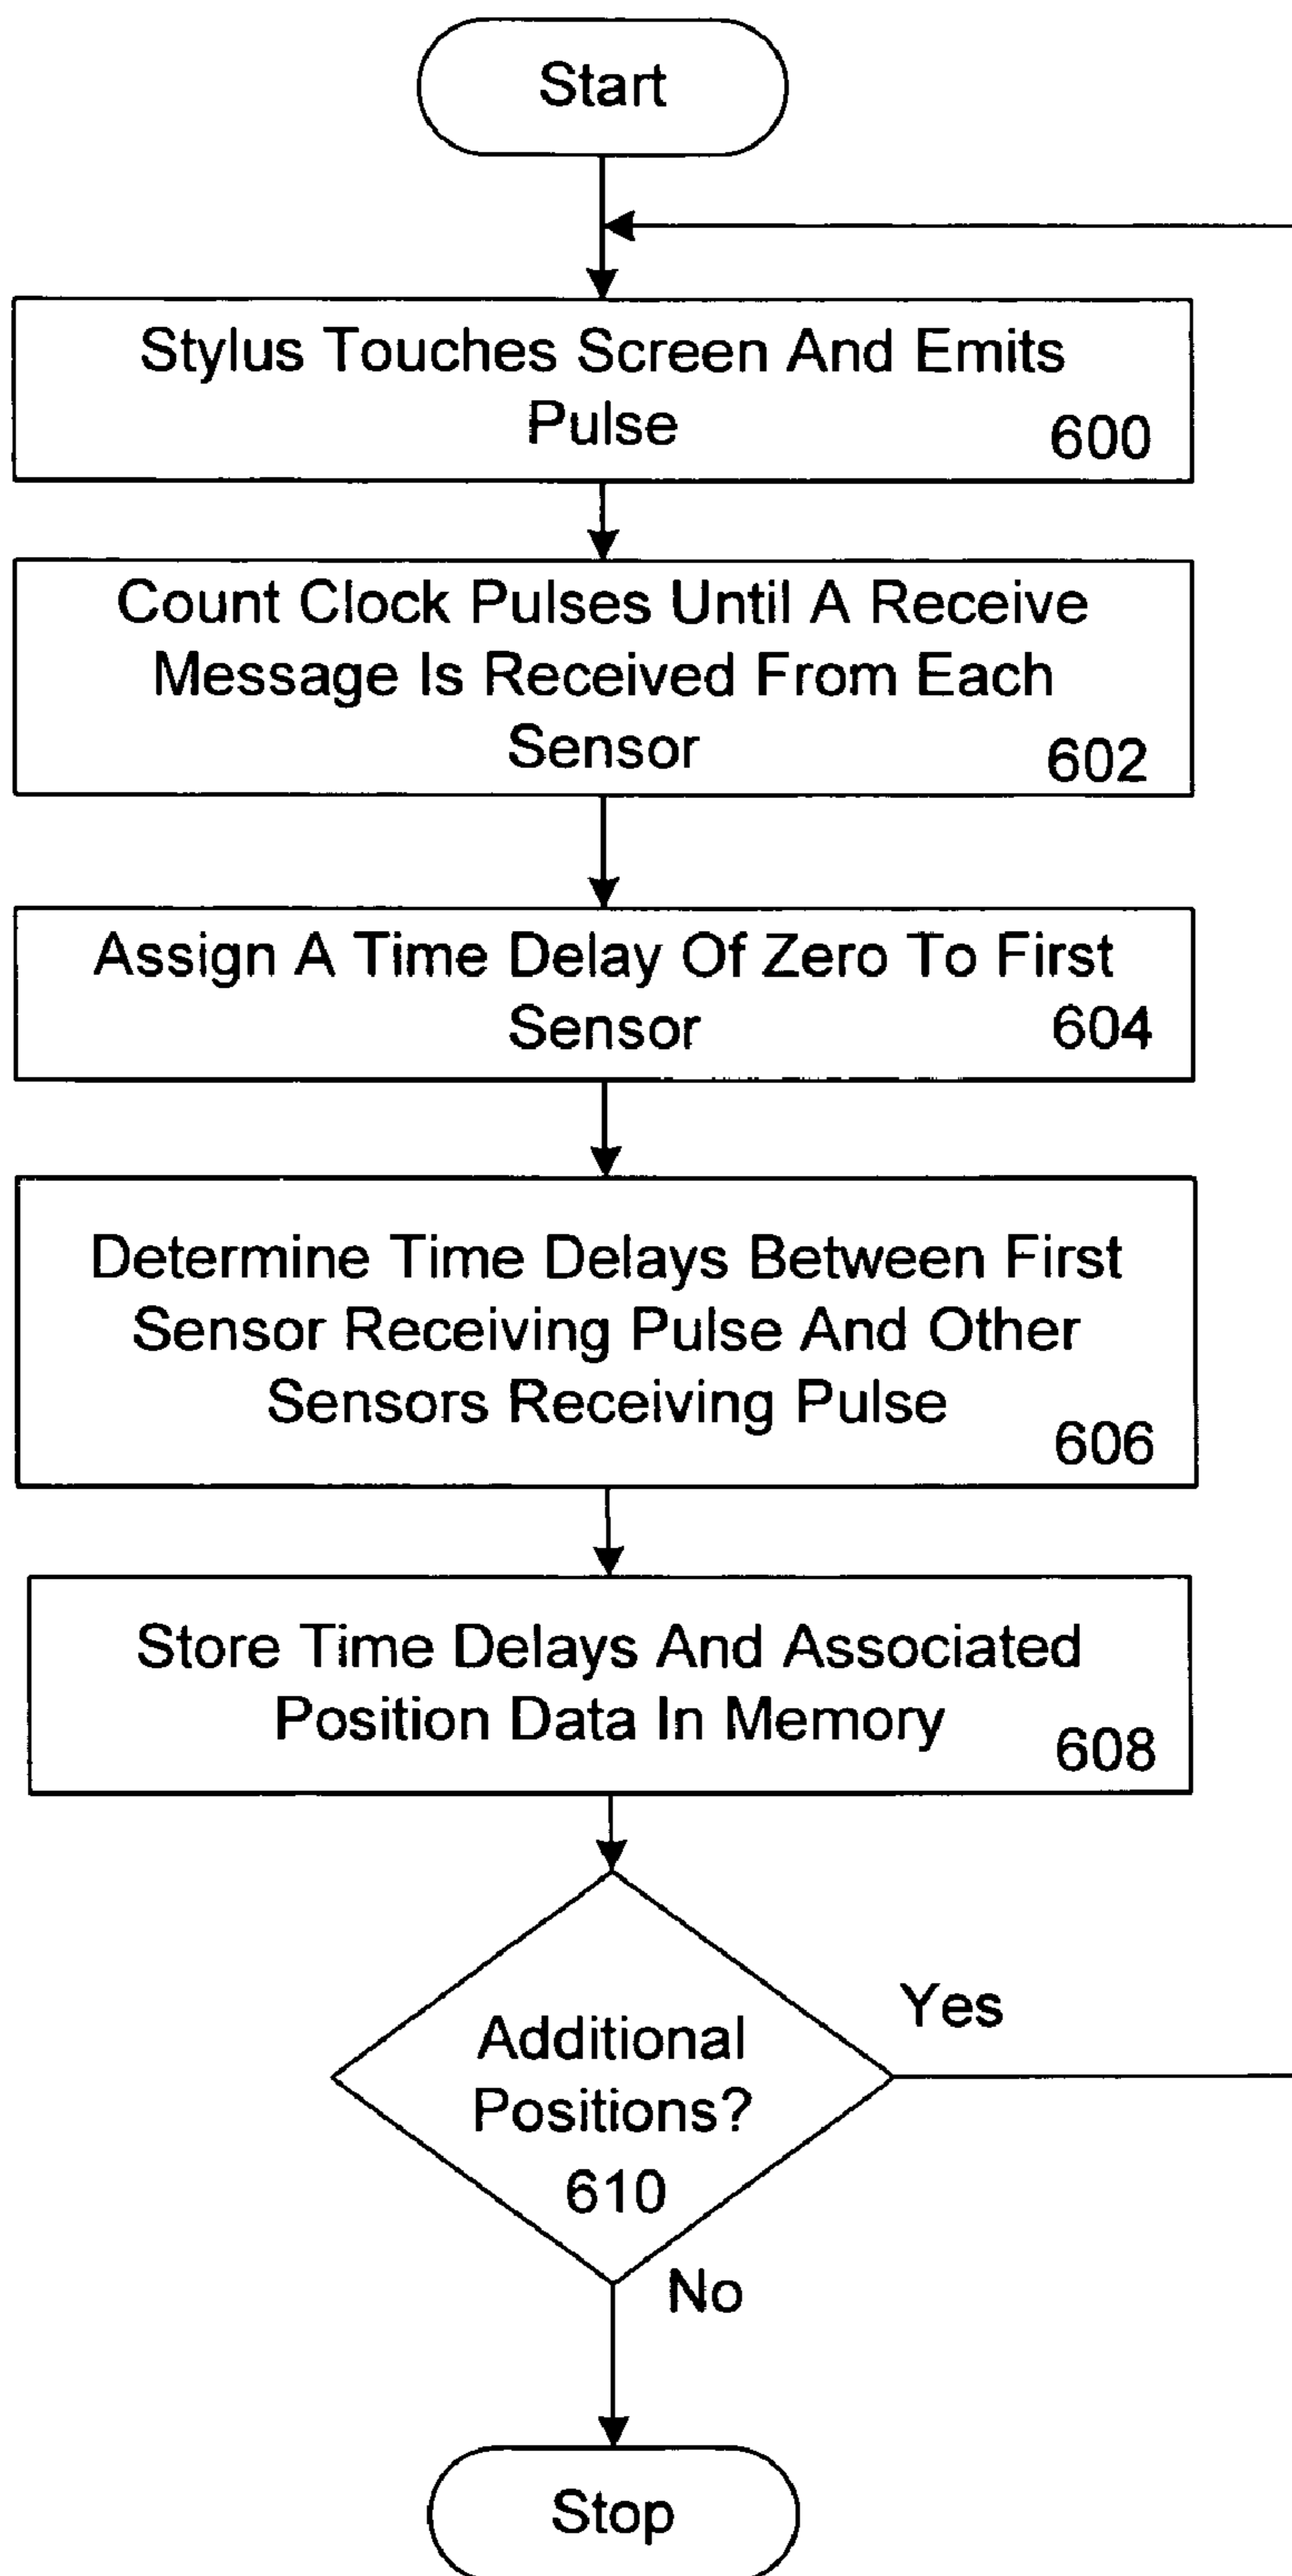 Start
Stylus Touches Screen And Emits
Pulse
600
Count Clock Pulses Until A Receive
Message Is Received From Each
Sensor
602
Assign A Time Delay Of Zero To First
Sensor
604
Determine Time Delays Between First
Sensor Receiving Pulse And Other
Sensors Receiving Pulse
606
Store Time Delays And Associated
Position Data In Memory
608
Yes
Additional
Positions?
610
No
Stop